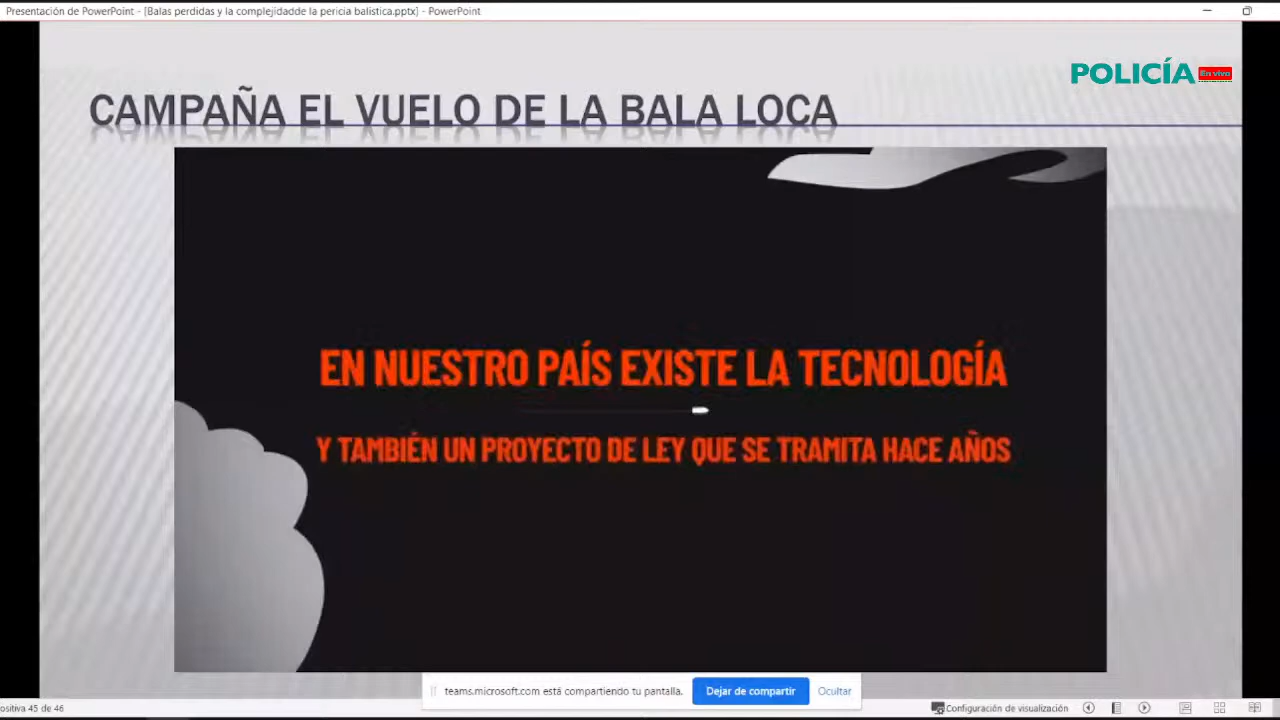 Presentación de PowerPoint - [Balas perdidas y la complejidadde la pericia balística.pptx] - PowerPoint
POLICÍA En vivo
CAMPAÑA EL VUELO DE LA BALA LOCA
EN NUESTRO PAÍS EXISTE LA TECNOLOGÍA
Y TAMBIÉN UN PROYECTO DE LEY QUE SE TRAMITA HACE AÑOS
teams.microsoft.com está compartiendo tu pantalla. Dejar de compartir Ocultar
ositiva 45 de 46 Configuración de visualización